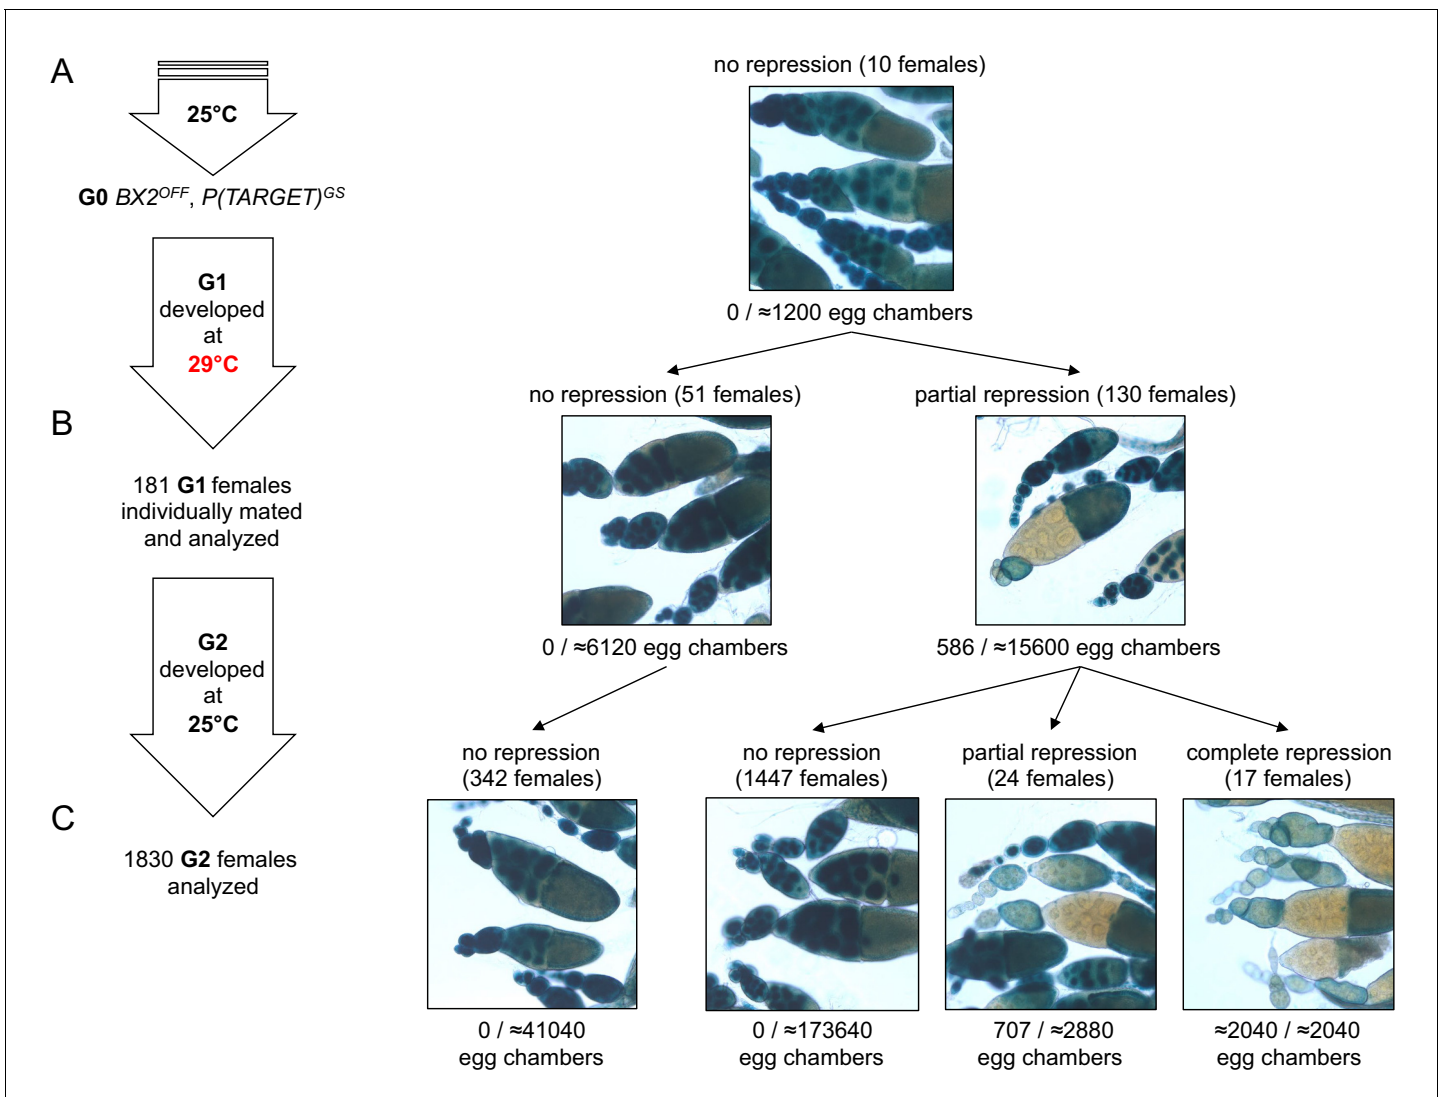 A
25°C
G0 BX2^OFF, P(TARGET)^GS
no repression (10 females)
0 / ≈1200 egg chambers
G1
developed
at
29°C
B
181 G1 females
individually mated
and analyzed
no repression (51 females)
0 / ≈6120 egg chambers
partial repression (130 females)
586 / ≈15600 egg chambers
G2
developed
at
25°C
C
1830 G2 females
analyzed
no repression
(342 females)
0 / ≈41040
egg chambers
no repression
(1447 females)
0 / ≈173640
egg chambers
partial repression
(24 females)
707 / ≈2880
egg chambers
complete repression
(17 females)
≈2040 / ≈2040
egg chambers